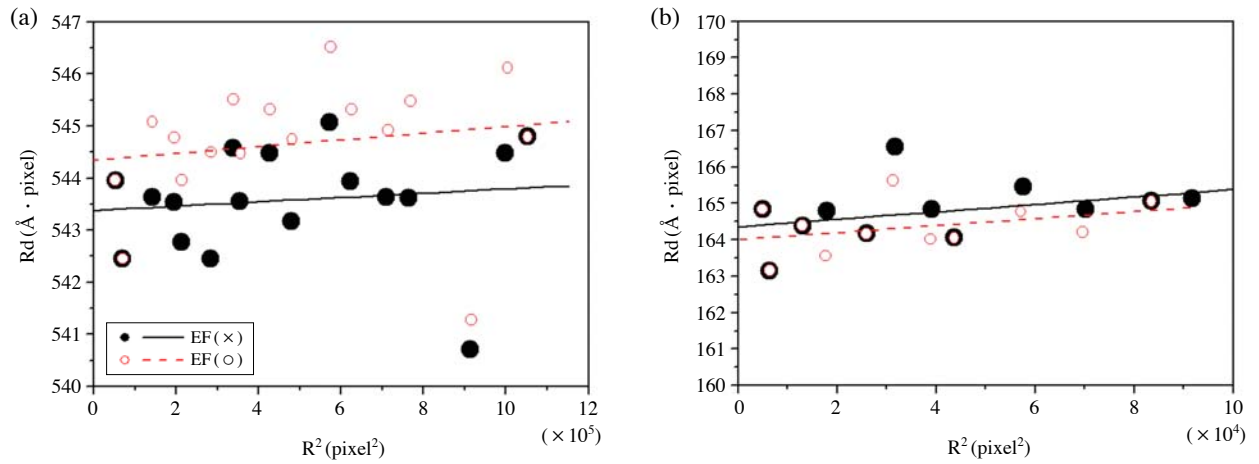 (a)
547
546
545
544
543
542
541
540
Rd (Å · pixel)
EF (×)
EF (○)
0 2 4 6 8 10 12
(×10⁵)
R² (pixel²)
(b)
170
169
168
167
166
165
164
163
162
161
160
Rd (Å · pixel)
0 2 4 6 8 10
(×10⁴)
R² (pixel²)